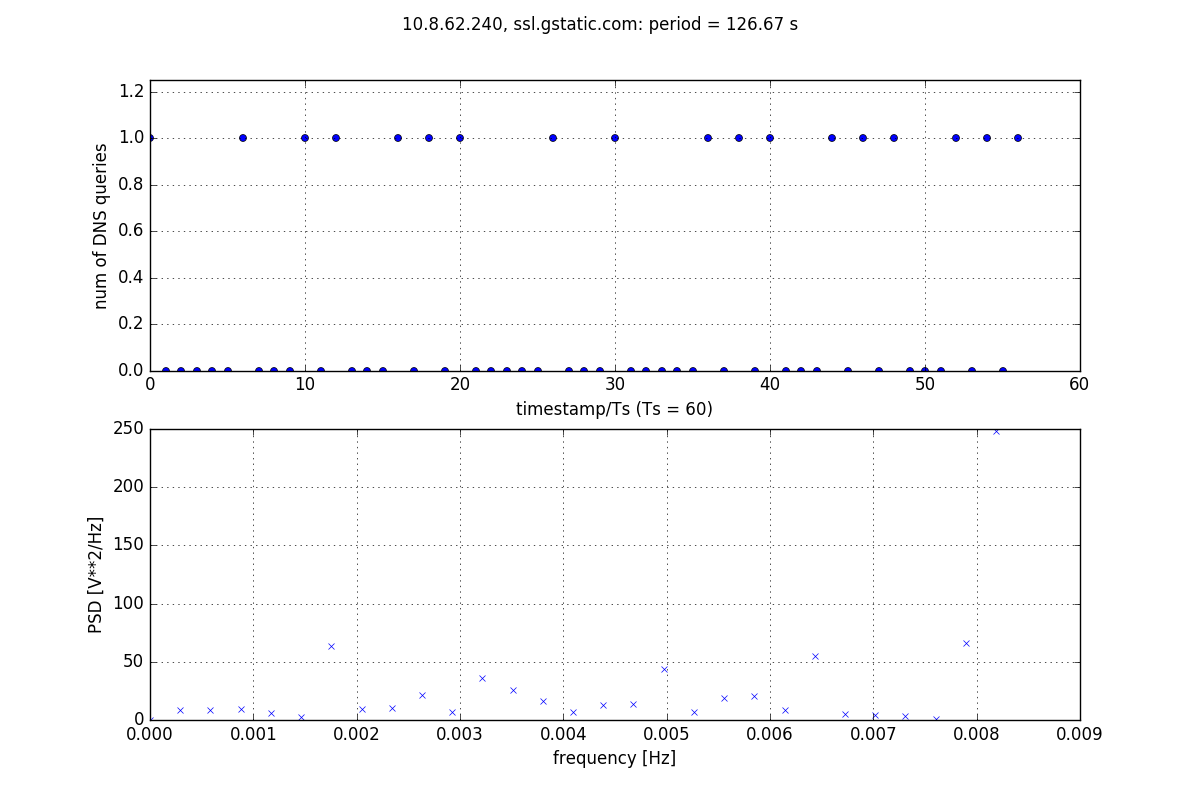 10.8.62.240, ssl.gstatic.com: period = 126.67 s
1.2
1.0
0.8
0.6
0.4
0.2
0.0
num of DNS queries
0 10 20 30 40 50 60
timestamp/Ts (Ts = 60)
250
200
150
100
50
0
PSD [V**2/Hz]
0.000 0.001 0.002 0.003 0.004 0.005 0.006 0.007 0.008 0.009
frequency [Hz]